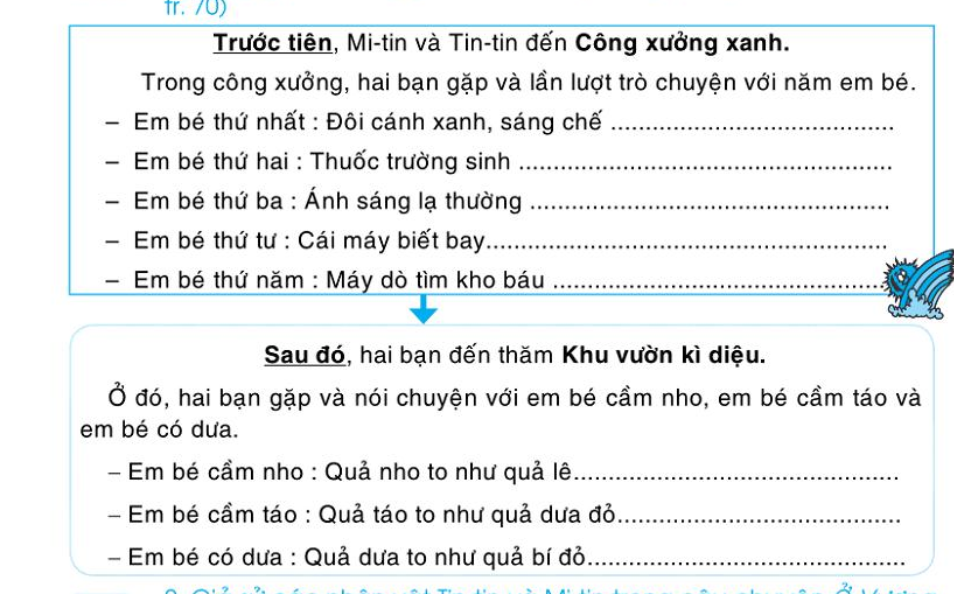 tr. 70)
Trước tiên, Mi-tin và Tin-tin đến Công xưởng xanh.
Trong công xưởng, hai bạn gặp và lần lượt trò chuyện với năm em bé.
– Em bé thứ nhất : Đôi cánh xanh, sáng chế ........................................
– Em bé thứ hai : Thuốc trường sinh .....................................................
– Em bé thứ ba : Ánh sáng lạ thường ...................................................
– Em bé thứ tư : Cái máy biết bay.........................................................
– Em bé thứ năm : Máy dò tìm kho báu ...............................................
Sau đó, hai bạn đến thăm Khu vườn kì diệu.
Ở đó, hai bạn gặp và nói chuyện với em bé cầm nho, em bé cầm táo và
em bé có dưa.
– Em bé cầm nho : Quả nho to như quả lê..............................................
– Em bé cầm táo : Quả táo to như quả dưa đỏ........................................
– Em bé có dưa : Quả dưa to như quả bí đỏ.............................................